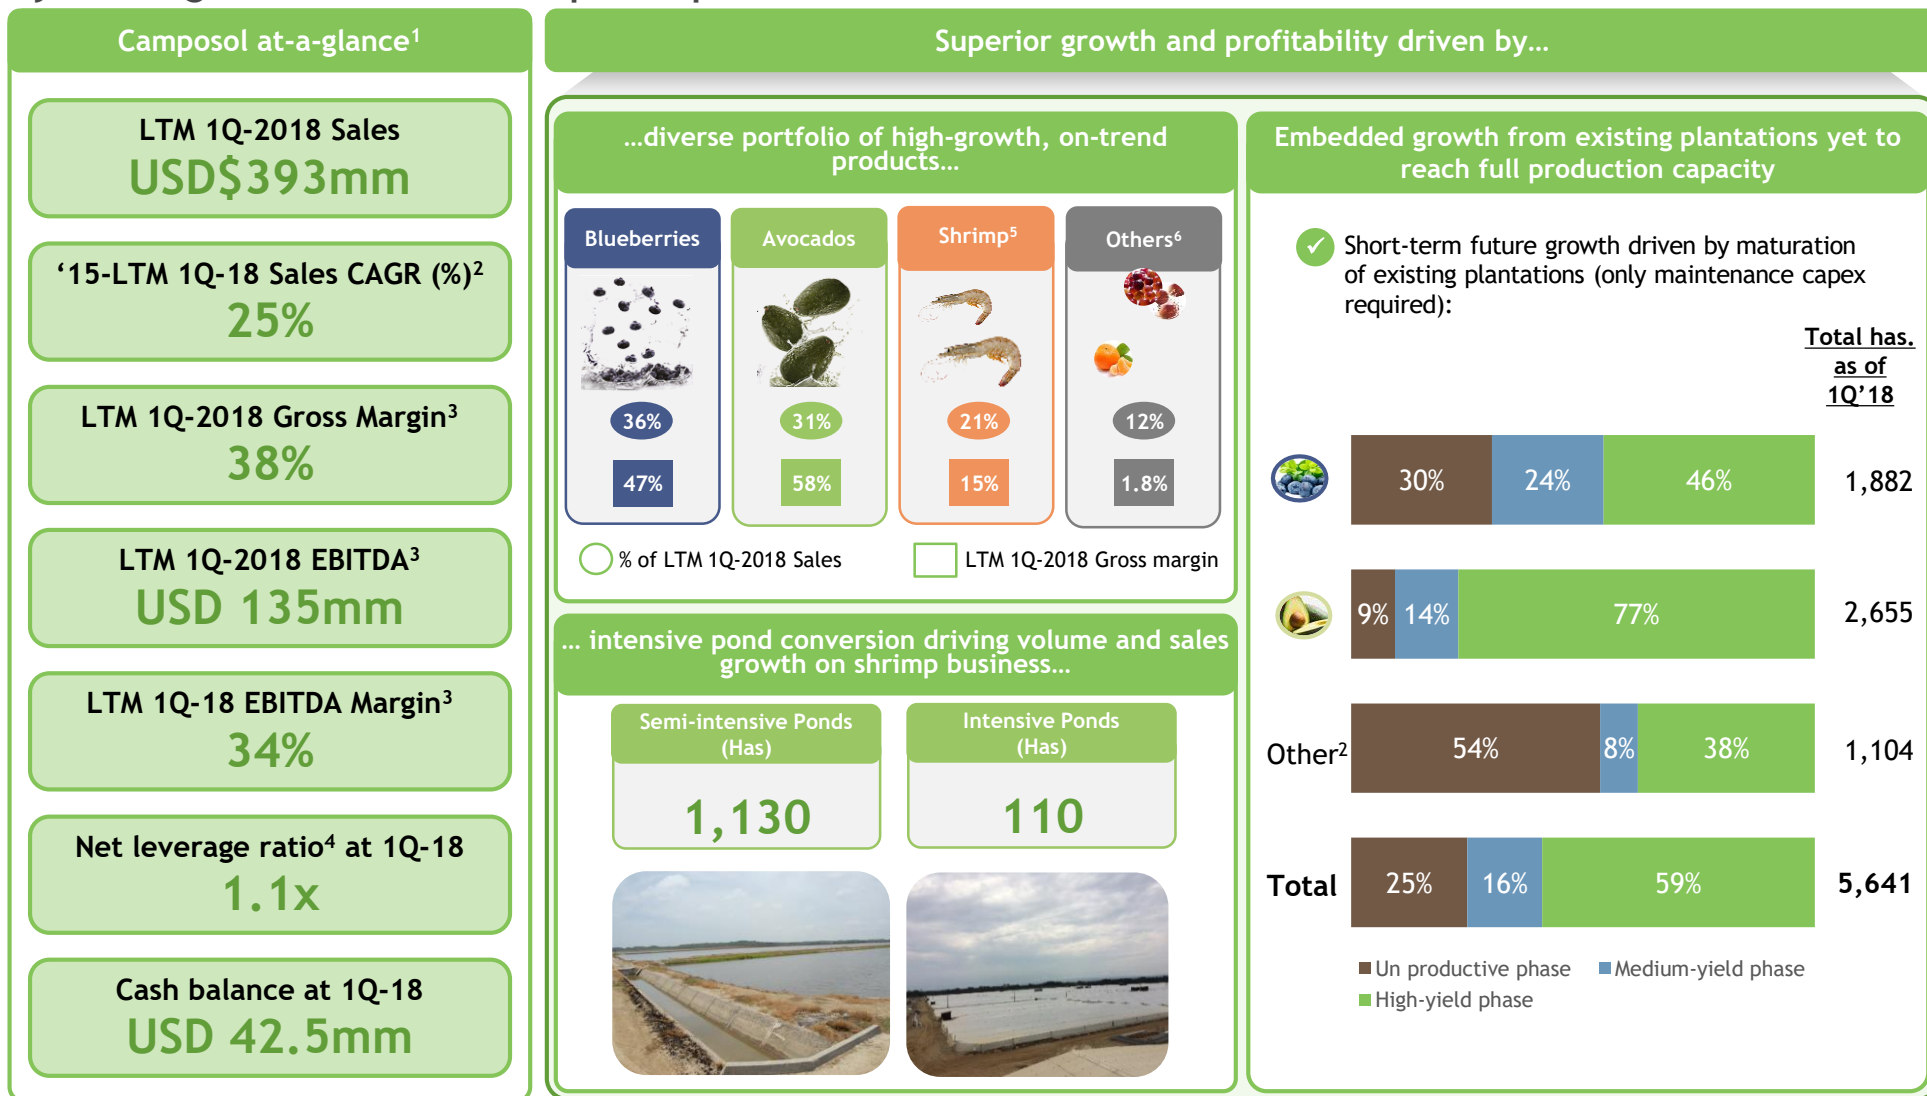 Camposol at-a-glance¹
LTM 1Q-2018 Sales
USD$393mm
‘15-LTM 1Q-18 Sales CAGR (%)²
25%
LTM 1Q-2018 Gross Margin³
38%
LTM 1Q-2018 EBITDA³
USD 135mm
LTM 1Q-18 EBITDA Margin³
34%
Net leverage ratio⁴ at 1Q-18
1.1x
Cash balance at 1Q-18
USD 42.5mm
Superior growth and profitability driven by…
…diverse portfolio of high-growth, on-trend
products…
Blueberries
Avocados
Shrimp⁵
Others⁶
36%
31%
21%
12%
47%
58%
15%
1.8%
% of LTM 1Q-2018 Sales
LTM 1Q-2018 Gross margin
… intensive pond conversion driving volume and sales
growth on shrimp business…
Semi-intensive Ponds
(Has)
1,130
Intensive Ponds
(Has)
110
Embedded growth from existing plantations yet to
reach full production capacity
Short-term future growth driven by maturation
of existing plantations (only maintenance capex
required):
Total has.
as of
1Q’18
30%
24%
46%
1,882
9%
14%
77%
2,655
Other²
54%
8%
38%
1,104
Total
25%
16%
59%
5,641
Un productive phase
Medium-yield phase
High-yield phase